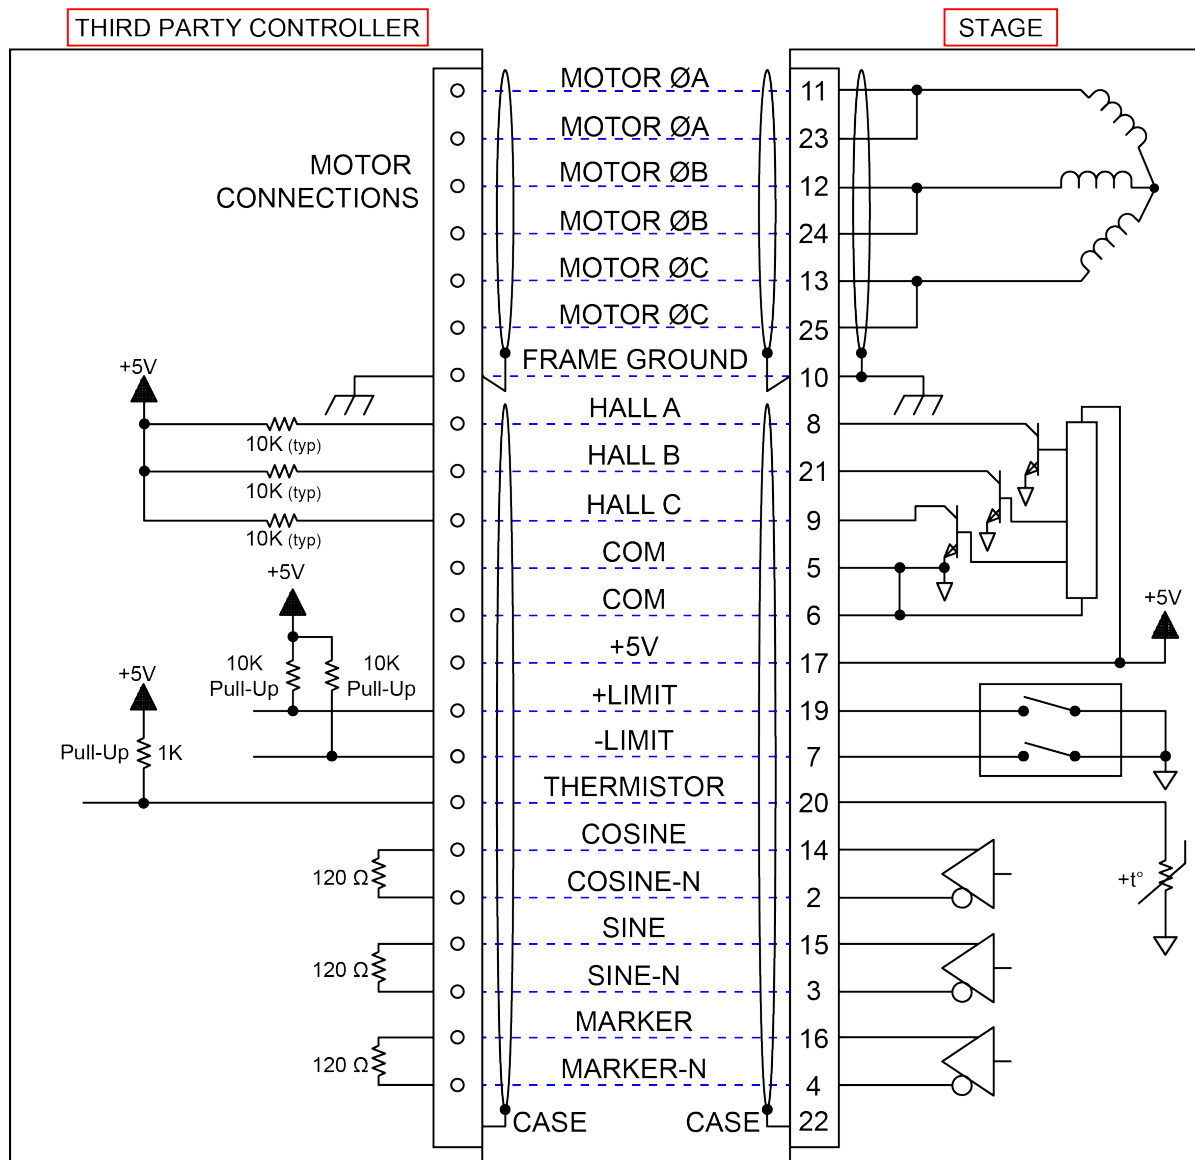 THIRD PARTY CONTROLLER
STAGE
MOTOR ØA
11
MOTOR ØA
23
MOTOR
CONNECTIONS
MOTOR ØB
12
MOTOR ØB
24
MOTOR ØC
13
MOTOR ØC
25
FRAME GROUND
10
+5V
HALL A
8
10K (typ)
HALL B
21
10K (typ)
HALL C
9
10K (typ)
COM
5
+5V
COM
6
+5V
+5V
17
10K
Pull-Up
10K
Pull-Up
+5V
+LIMIT
19
-LIMIT
7
Pull-Up
1K
THERMISTOR
20
COSINE
14
120 Ω
COSINE-N
2
+t°
SINE
15
120 Ω
SINE-N
3
MARKER
16
120 Ω
MARKER-N
4
CASE
CASE
22